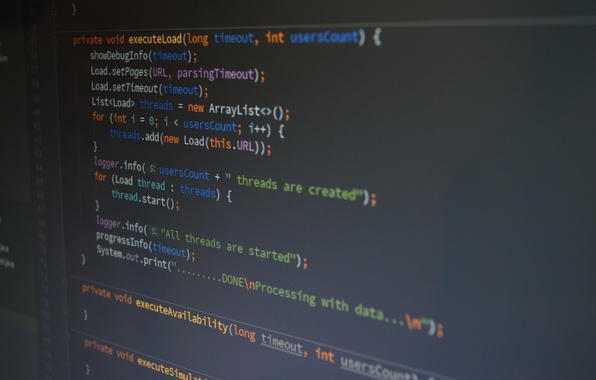 }
private void executeLoad(long timeout, int usersCount) {
showDebugInfo(timeout);
Load.setPages(URL, parsingTimeout);
Load.setTimeout(timeout);
List<Load> threads = new ArrayList<>();
for (int i = 0; i < usersCount; i++) {
threads.add(new Load(this.URL));
}
logger.info( s: usersCount + " threads are created");
for (Load thread : threads) {
thread.start();
}
logger.info( s: "All threads are started");
progressInfo(timeout);
System.out.print("........DONE\nProcessing with data...\n");
}
private void executeAvailability(long timeout, int usersCount) {
}
private void
}